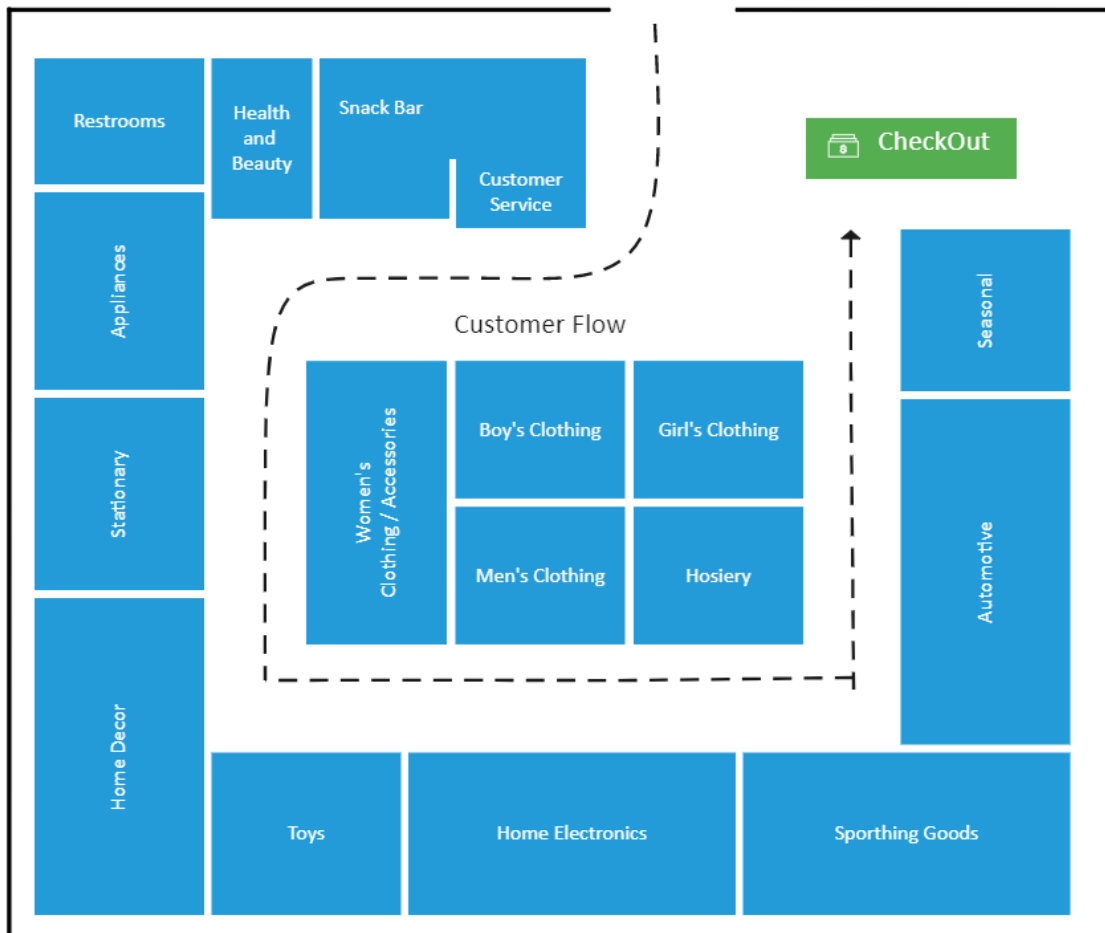 Restrooms
Health
and
Beauty
Snack Bar
Customer
Service
$ CheckOut
Appliances
Seasonal
Customer Flow
Stationary
Women's
Clothing / Accessories
Boy's Clothing
Girl's Clothing
Men's Clothing
Hosiery
Automotive
Home Decor
Toys
Home Electronics
Sporthing Goods